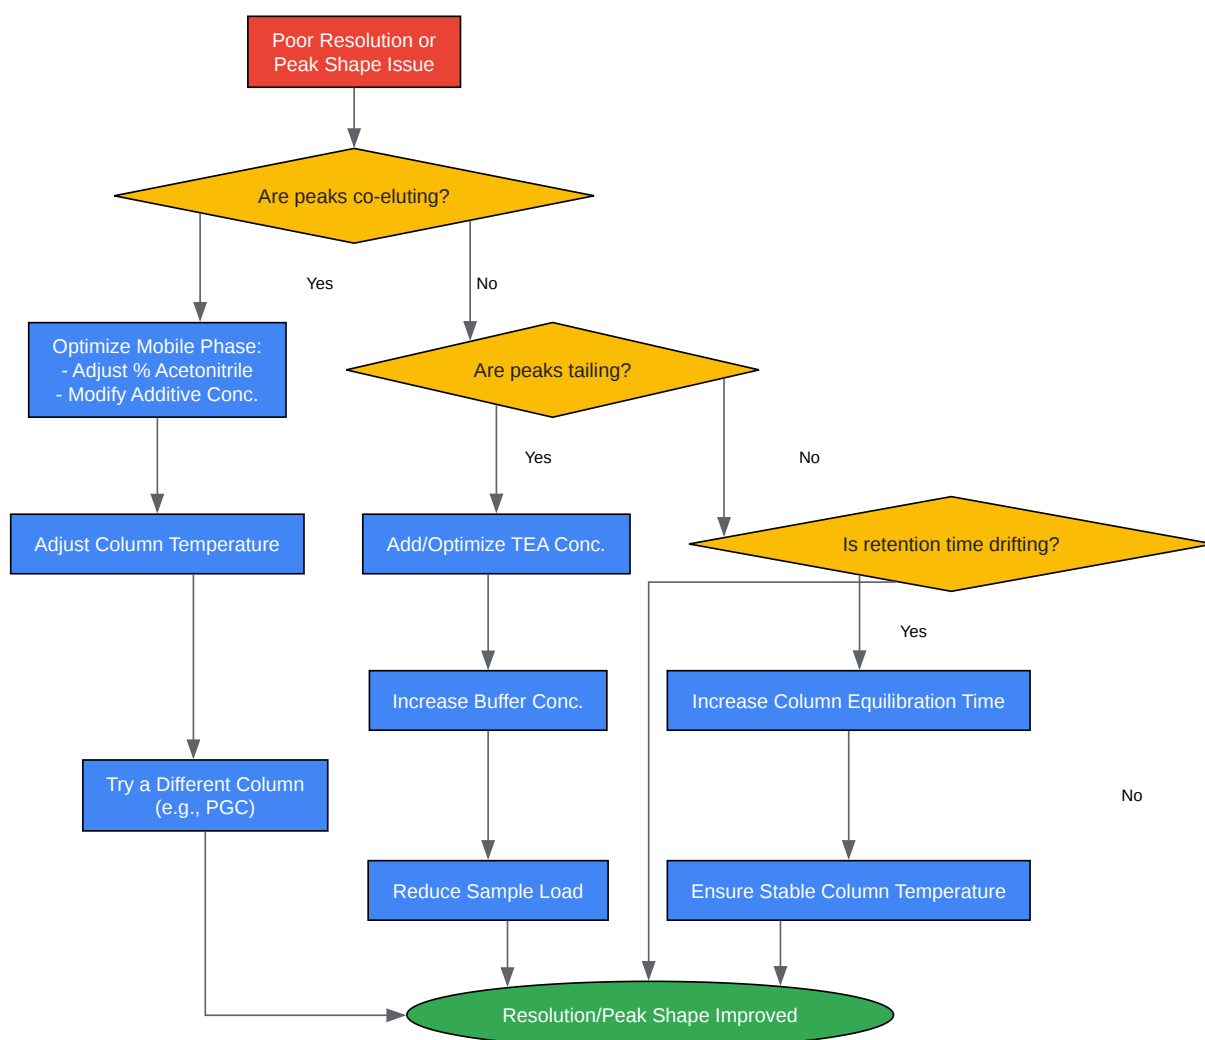 Poor Resolution or
Peak Shape Issue
Are peaks co-eluting?
Yes
No
Optimize Mobile Phase:
- Adjust % Acetonitrile
- Modify Additive Conc.
Are peaks tailing?
Yes
No
Adjust Column Temperature
Add/Optimize TEA Conc.
Is retention time drifting?
Yes
Increase Buffer Conc.
Increase Column Equilibration Time
Try a Different Column
(e.g., PGC)
No
Reduce Sample Load
Ensure Stable Column Temperature
Resolution/Peak Shape Improved